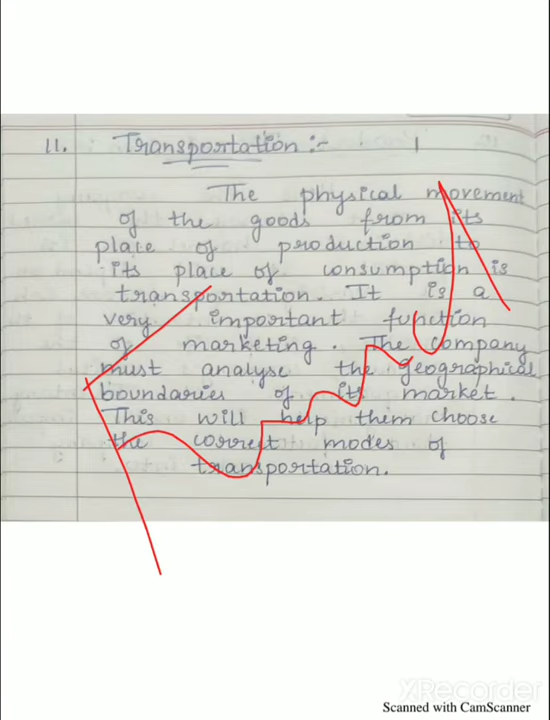 11. Transportation :-
The physical movement
of the goods from its
place of production to
its place of consumption is
transportation. It is a
very important function
of marketing. The company
must analyse the geographical
boundaries of its market.
This will help them choose
the correct modes of
transportation.
XRecorder
Scanned with CamScanner